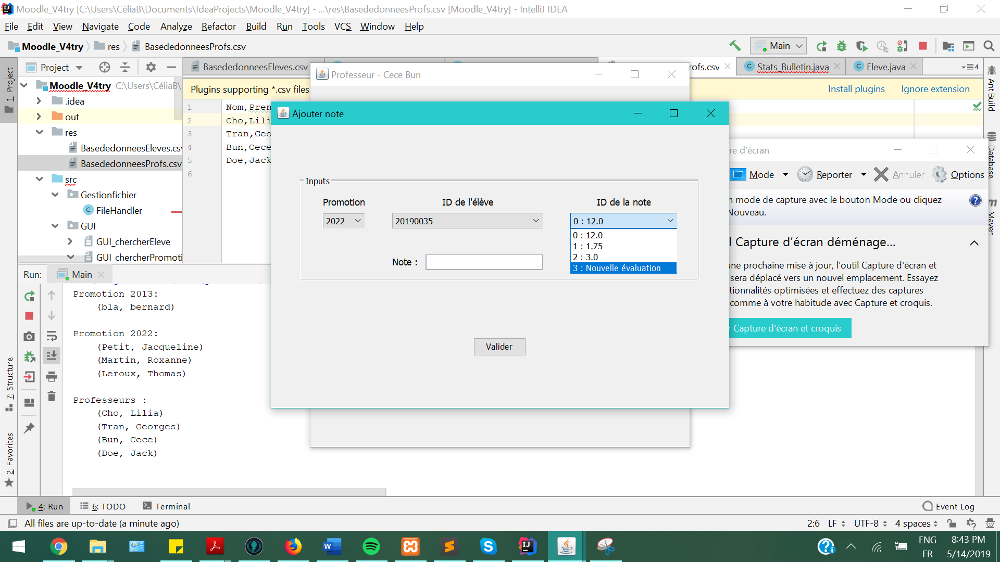 Moodle_V4try [C:\Users\CéliaB\Documents\IdeaProjects\Moodle_V4try] - ...\res\BasededonneesProfs.csv [Moodle_V4try] - IntelliJ IDEA
File Edit View Navigate Code Analyze Refactor Build Run Tools VCS Window Help
Moodle_V4try res BasededonneesProfs.csv
Main
1: Project
Project
BasededonneesEleves.csv
rofs.csv
Stats_Bulletin.java
Eleve.java
4
Moodle_V4try C:\Users\CéliaB\
.idea
out
res
BasededonneesEleves.csv
BasededonneesProfs.csv
src
Gestionfichier
FileHandler
GUI
GUI_chercherEleve
GUI_chercherPromoti
Plugins supporting *.csv files
Install plugins
Ignore extension
1 Nom,Pren
2 Cho,Lili
3 Tran,Geo
4 Bun,Cece
5 Doe,Jack
6
Professeur - Cece Bun
Ajouter note
Inputs
Promotion
ID de l'élève
ID de la note
2022
20190035
0 : 12.0
0 : 12.0
1 : 1.75
2 : 3.0
3 : Nouvelle évaluation
Note :
Valider
re d'écran
Mode
Reporter
Annuler
Options
n mode de capture avec le bouton Mode ou cliquez
Nouveau.
l Capture d'écran déménage...
une prochaine mise à jour, l'outil Capture d'écran et
sera déplacé vers un nouvel emplacement. Essayez
tionnalités optimisées et effectuez des captures
comme à votre habitude avec Capture et croquis.
r Capture d'écran et croquis
Ant Build
Database
Maven
Run:
Main
Promotion 2013:
(bla, bernard)
Promotion 2022:
(Petit, Jacqueline)
(Martin, Roxanne)
(Leroux, Thomas)
Professeurs :
(Cho, Lilia)
(Tran, Georges)
(Bun, Cece)
(Doe, Jack)
7: Structure
2: Favorites
4: Run
6: TODO
Terminal
Event Log
All files are up-to-date (a minute ago)
2:6 LF UTF-8 4 spaces
ENG
FR
8:43 PM
5/14/2019